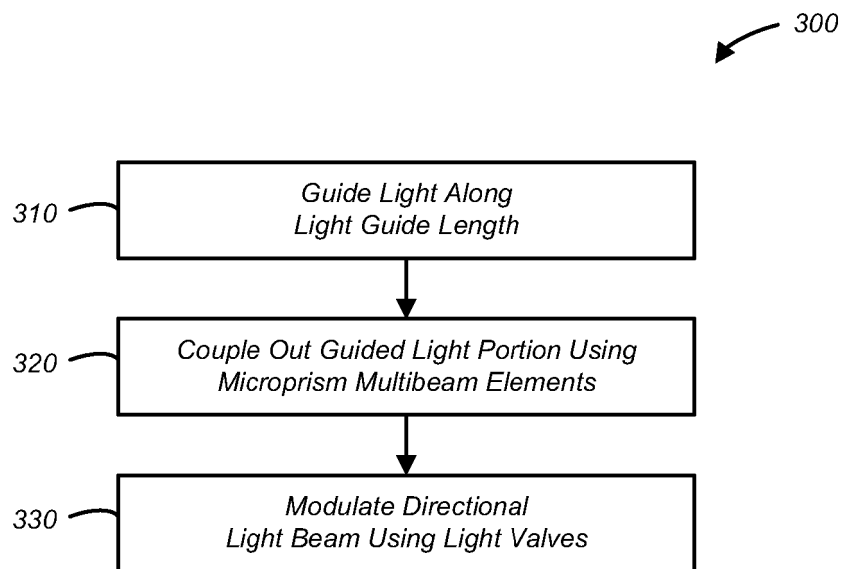 300
310
Guide Light Along
Light Guide Length
320
Couple Out Guided Light Portion Using
Microprism Multibeam Elements
330
Modulate Directional
Light Beam Using Light Valves